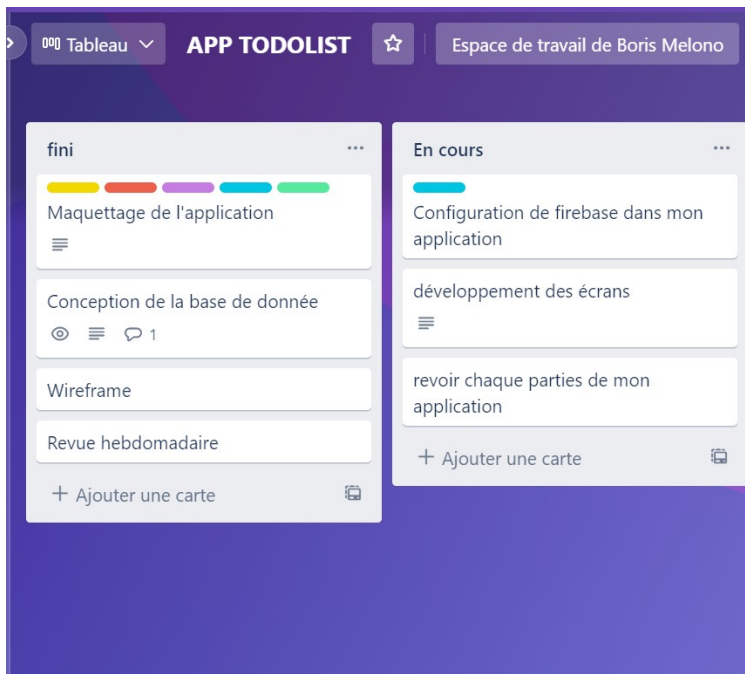 Tableau
APP TODOLIST
Espace de travail de Boris Melono
fini
Maquettage de l'application
Conception de la base de donnée
1
Wireframe
Revue hebdomadaire
+ Ajouter une carte
En cours
Configuration de firebase dans mon
application
développement des écrans
revoir chaque parties de mon
application
+ Ajouter une carte